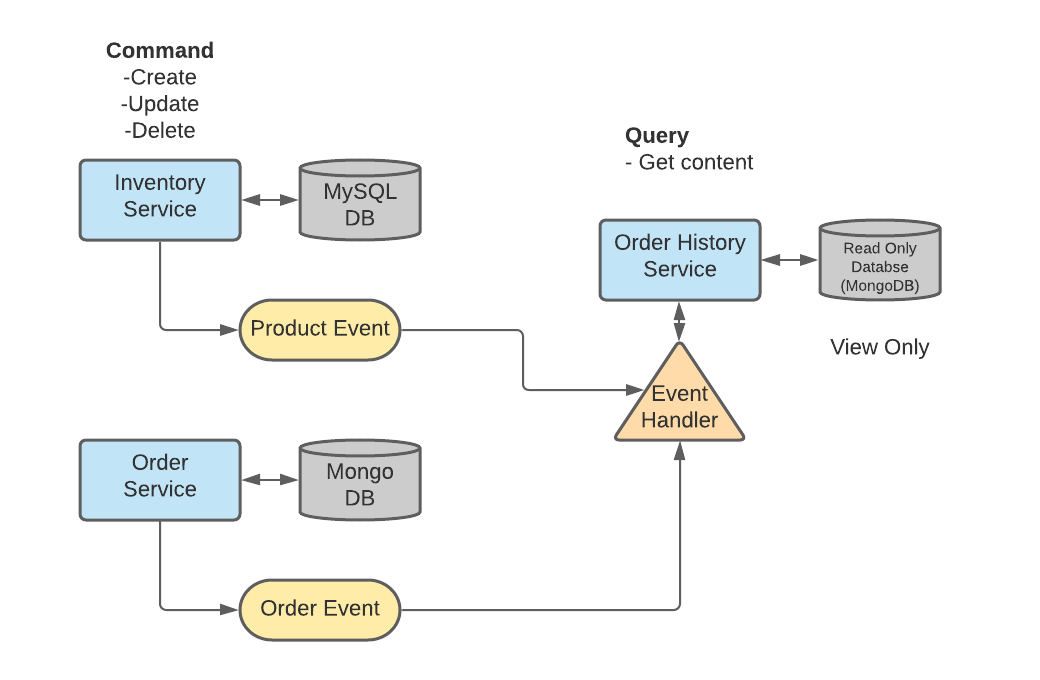 Command
-Create
-Update
-Delete
Inventory
Service
MySQL
DB
Product Event
Order
Service
Mongo
DB
Order Event
Query
- Get content
Order History
Service
Read Only
Databse
(MongoDB)
View Only
Event
Handler